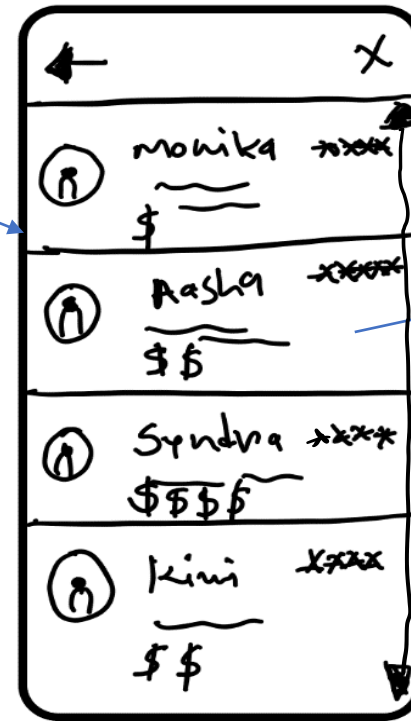 X
Monika ****
$
Aasha *****
$$
Syndra ****
$$$$
Kimi ****
$$